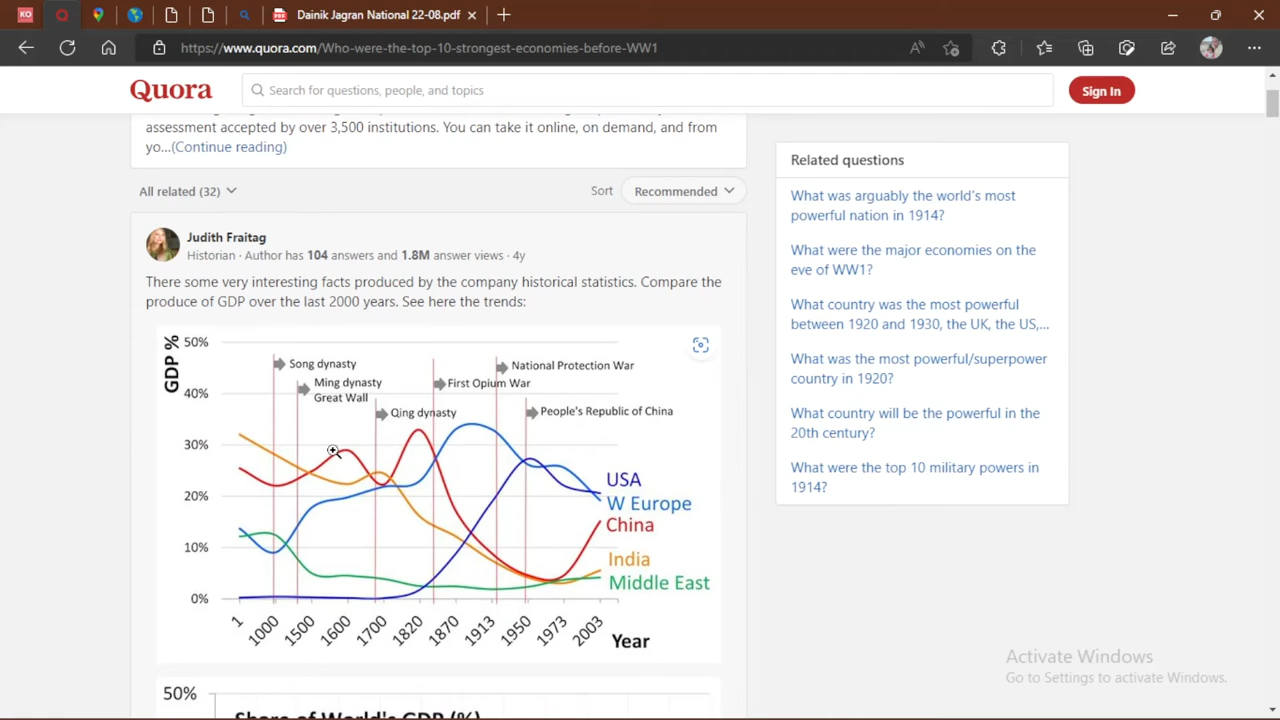 KO
Dainik Jagran National 22-08.pdf
https://www.quora.com/Who-were-the-top-10-strongest-economies-before-WW1
Quora
Search for questions, people, and topics
Sign In
assessment accepted by over 3,500 institutions. You can take it online, on demand, and from
yo...(Continue reading)
All related (32)
Sort
Recommended
Judith Fraitag
Historian · Author has 104 answers and 1.8M answer views · 4y
There some very interesting facts produced by the company historical statistics. Compare the
produce of GDP over the last 2000 years. See here the trends:
GDP %
50%
40%
30%
20%
10%
0%
Song dynasty
Ming dynasty
Great Wall
Qing dynasty
First Opium War
National Protection War
People's Republic of China
USA
W Europe
China
India
Middle East
1
1000
1500
1600
1700
1820
1870
1913
1950
1973
2003
Year
50%
Share of World's GDP (%)
Related questions
What was arguably the world's most
powerful nation in 1914?
What were the major economies on the
eve of WW1?
What country was the most powerful
between 1920 and 1930, the UK, the US,...
What was the most powerful/superpower
country in 1920?
What country will be the powerful in the
20th century?
What were the top 10 military powers in
1914?
Activate Windows
Go to Settings to activate Windows.